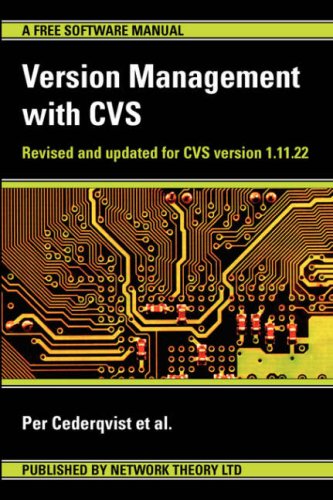 A FREE SOFTWARE MANUAL
Version Management
with CVS
Revised and updated for CVS version 1.11.22
Per Cederqvist et al.
PUBLISHED BY NETWORK THEORY LTD